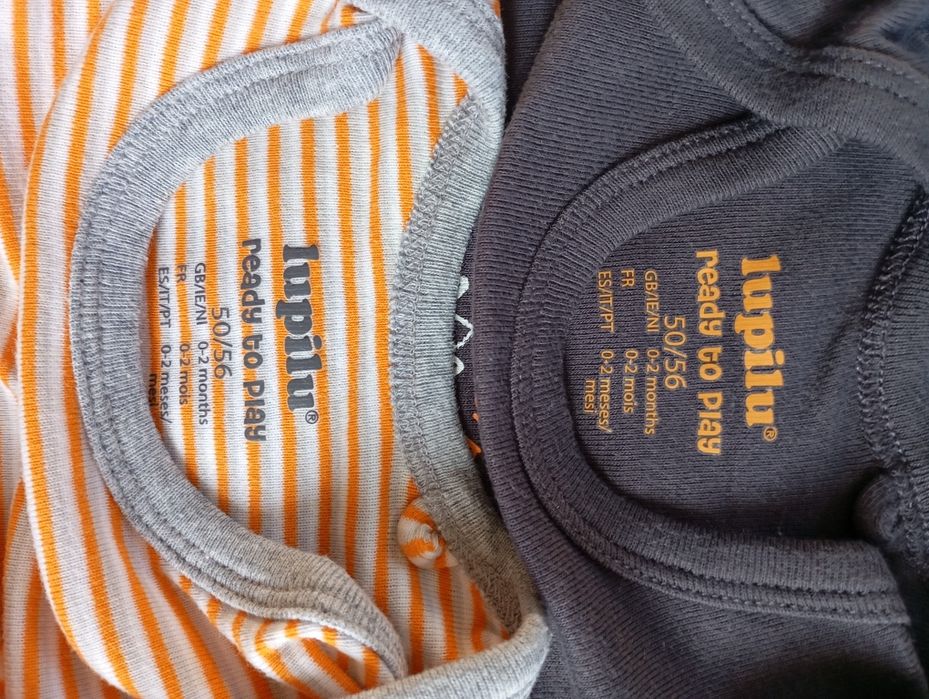 lupilu®
ready to play
50/56
GB/IE/NI 0-2 months
FR 0-2 mois
ES/IT/PT 0-2 meses/
mesi
lupilu®
ready to play
50/56
GB/IE/NI 0-2 months
FR 0-2 mois
ES/IT/PT 0-2 meses/
mesi